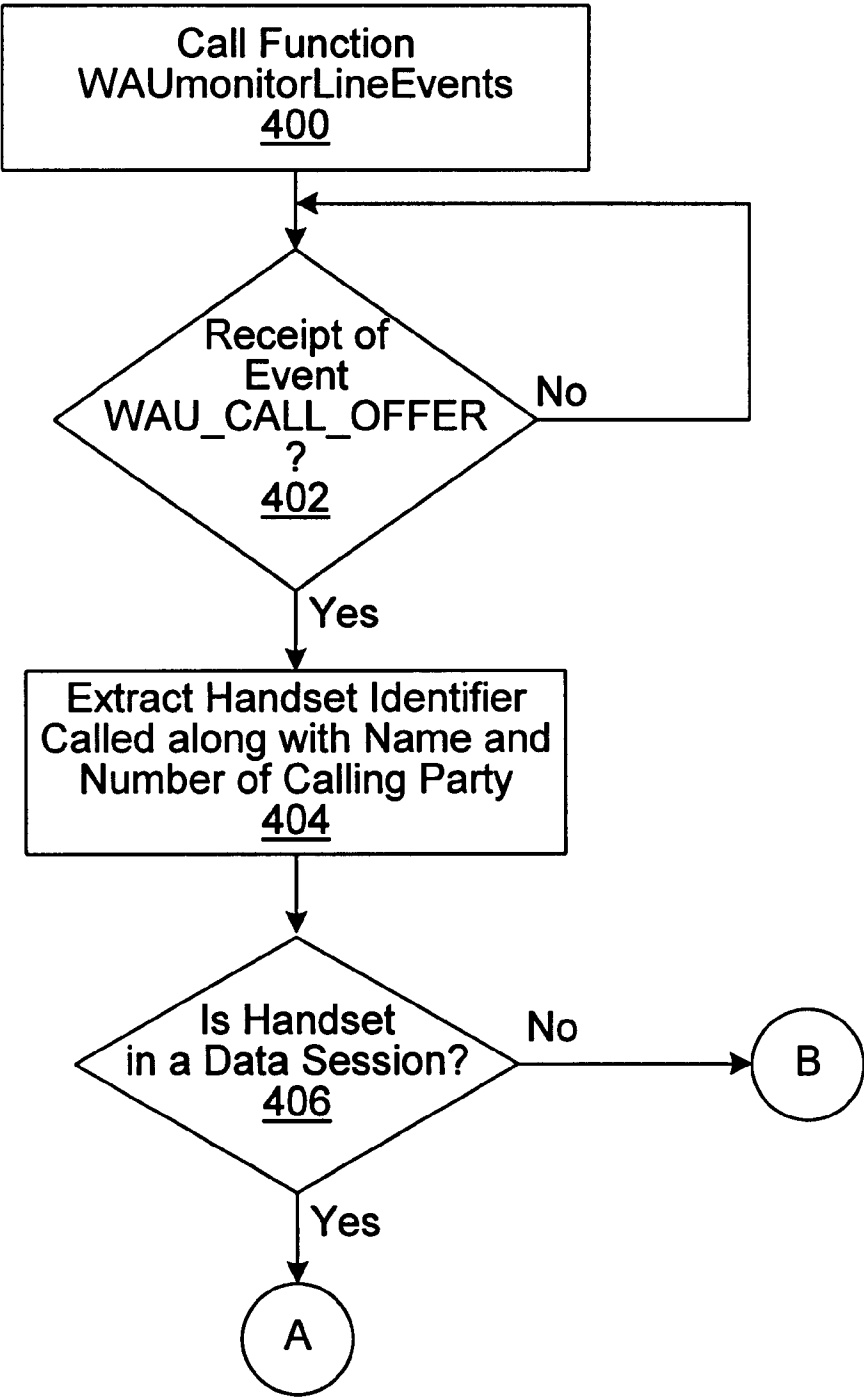 Call Function
WAUmonitorLineEvents
400
Receipt of
Event
WAU_CALL_OFFER
?
402
No
Yes
Extract Handset Identifier
Called along with Name and
Number of Calling Party
404
Is Handset
in a Data Session?
406
No
B
Yes
A